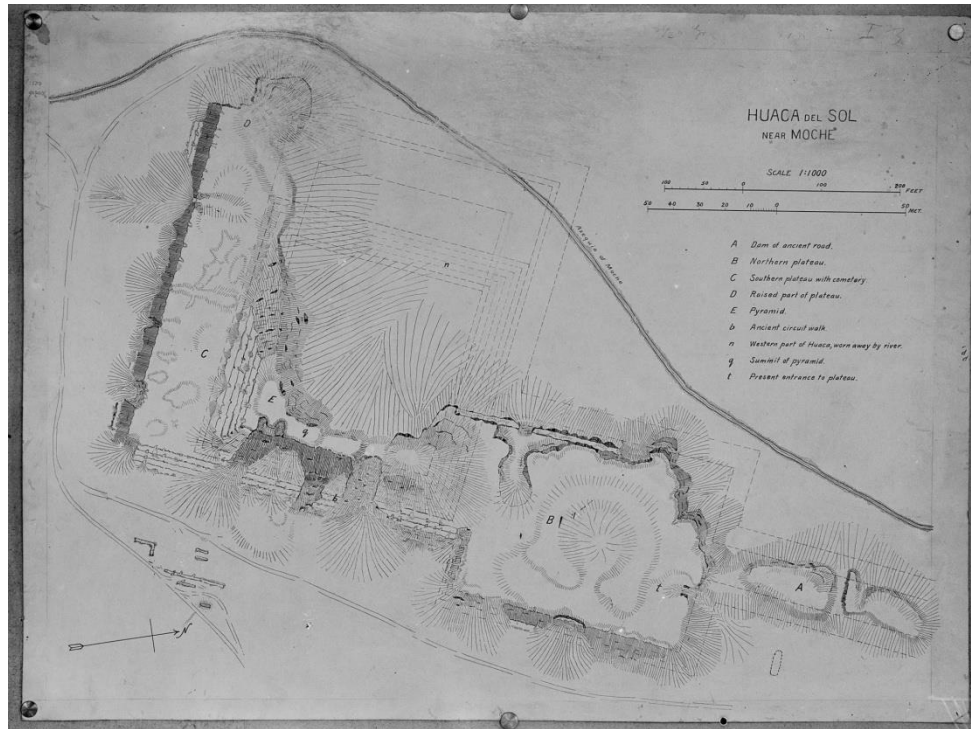 HUACA DEL SOL
NEAR MOCHE
SCALE 1:1000
100 50 0 100 200 FEET
50 40 30 20 10 0 50 MET.
A Dam of ancient road.
B Northern plateau.
C Southern plateau with cemetary
D Raised part of plateau.
E Pyramid.
b Ancient circuit walk.
n Western part of Huaca, worn away by river.
q Summit of pyramid.
t Present entrance to plateau.
D
n
C
E
q
b
B
t
A
N